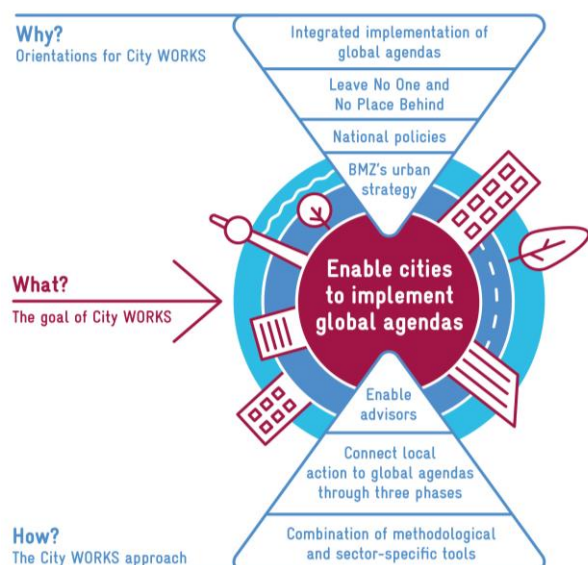 Why?
Orientations for City WORKS
Integrated implementation of
global agendas
Leave No One and
No Place Behind
National policies
BMZ's urban
strategy
What?
The goal of City WORKS
Enable cities
to implement
global agendas
Enable
advisors
Connect local
action to global agendas
through three phases
How?
The City WORKS approach
Combination of methodological
and sector-specific tools